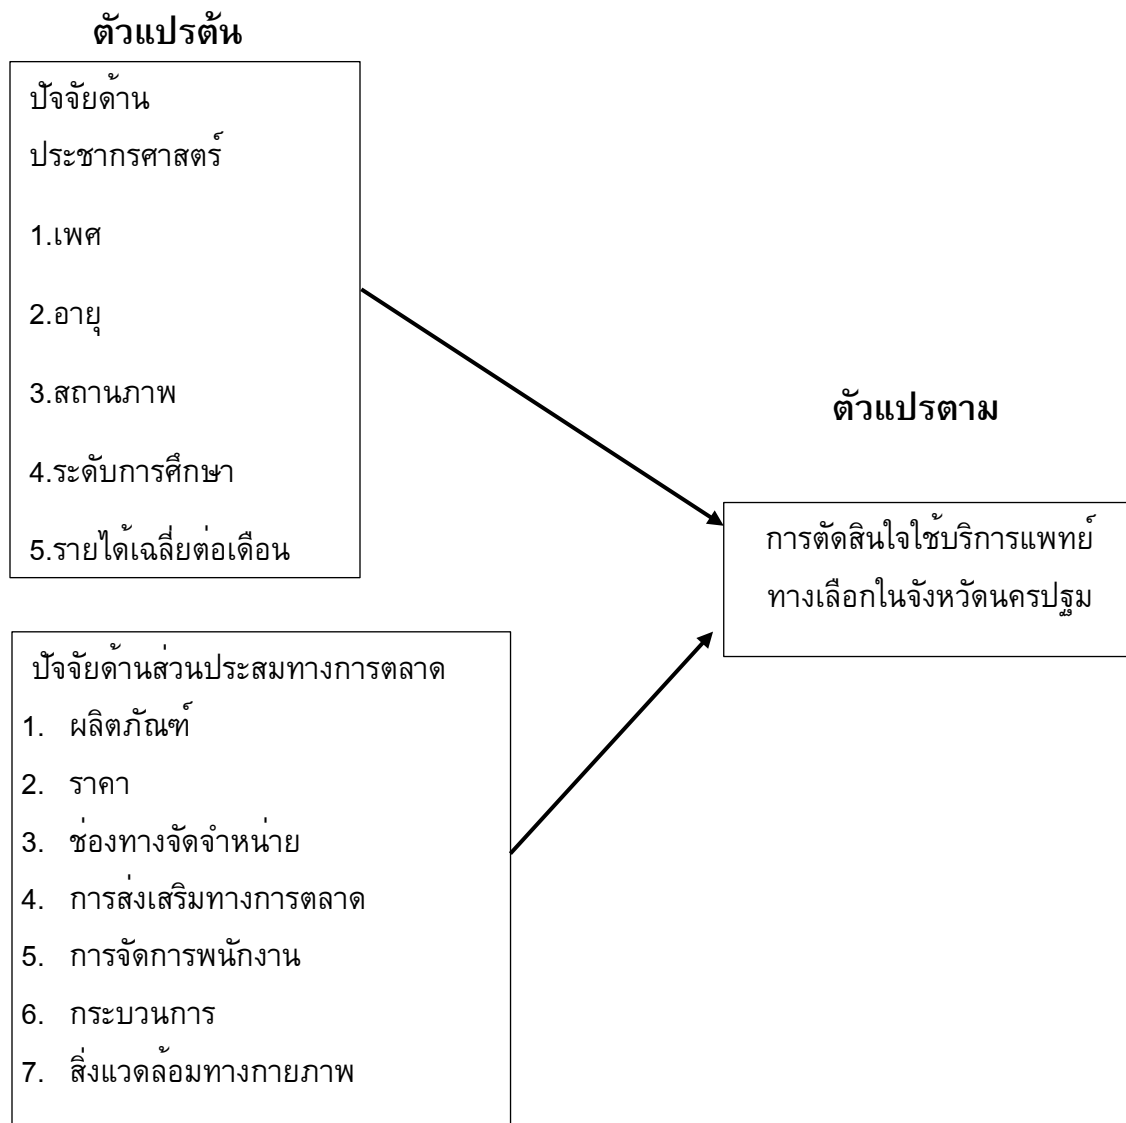 ตัวแปรต้น
ปัจจัยด้าน
ประชากรศาสตร์
1.เพศ
2.อายุ
3.สถานภาพ
4.ระดับการศึกษา
5.รายได้เฉลี่ยต่อเดือน
ตัวแปรตาม
การตัดสินใจใช้บริการแพทย์
ทางเลือกในจังหวัดนครปฐม
ปัจจัยด้านส่วนประสมทางการตลาด
1. ผลิตภัณฑ์
2. ราคา
3. ช่องทางจัดจำหน่าย
4. การส่งเสริมทางการตลาด
5. การจัดการพนักงาน
6. กระบวนการ
7. สิ่งแวดล้อมทางกายภาพ